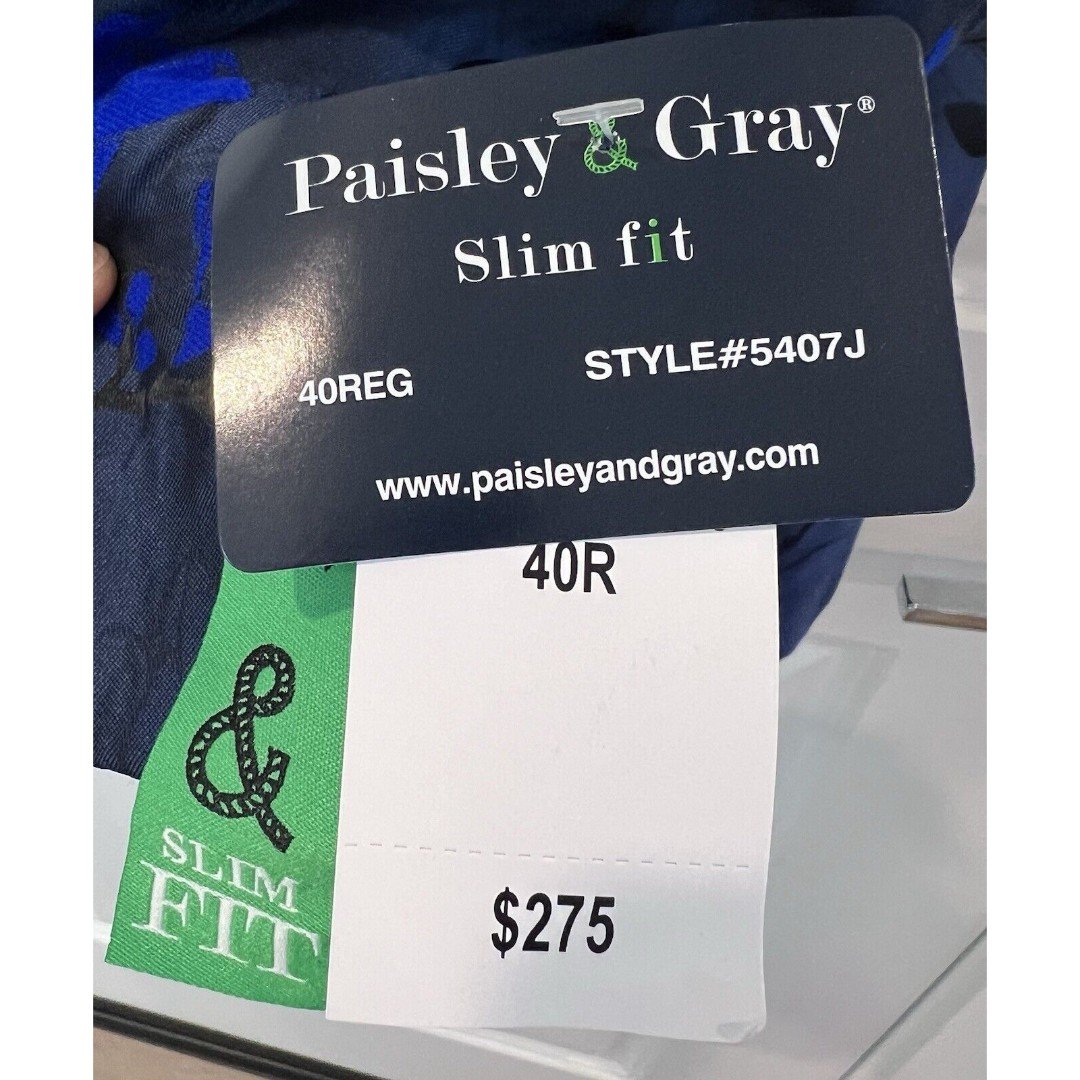 Paisley & Gray®
Slim fit
40REG STYLE#5407J
www.paisleyandgray.com
40R
&
SLIM
FIT
$275